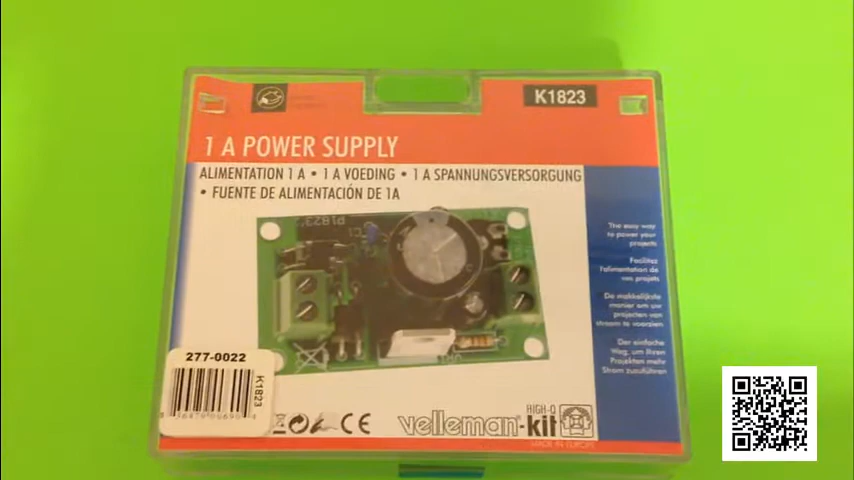 K1823
1 A POWER SUPPLY
ALIMENTATION 1 A • 1 A VOEDING • 1 A SPANNUNGSVERSORGUNG
• FUENTE DE ALIMENTACIÓN DE 1A
P1823
The easy way
to power your
projects
Facilitez
l'alimentation de
vos projets
De makkelijkste
manier om uw
projecten van
stroom te voorzien
Der einfache
Weg, um Ihren
Projekten mehr
Strom zuzuführen
277-0022
K1823
CE
velleman-kit
HIGH-Q
MADE IN EUROPE